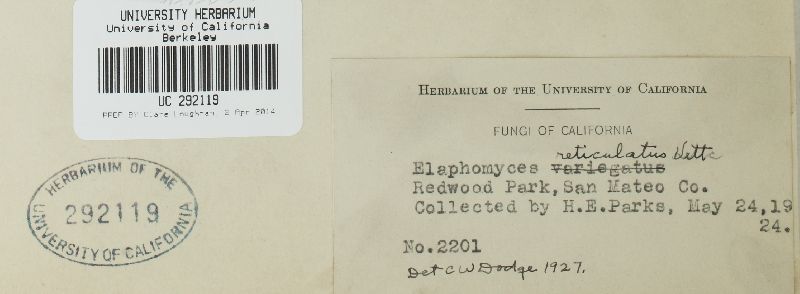 UNIVERSITY HERBARIUM
University of California
Berkeley
UC 292119
PREP BY Clare Loughran, 2 Apr 2014
HERBARIUM OF THE
292119
UNIVERSITY OF CALIFORNIA
HERBARIUM OF THE UNIVERSITY OF CALIFORNIA
FUNGI OF CALIFORNIA
reticulatus Vitt
Elaphomyces variegatus
Redwood Park, San Mateo Co.
Collected by H.E.Parks, May 24,19
24.
No.2201
Det C W Dodge 1927.